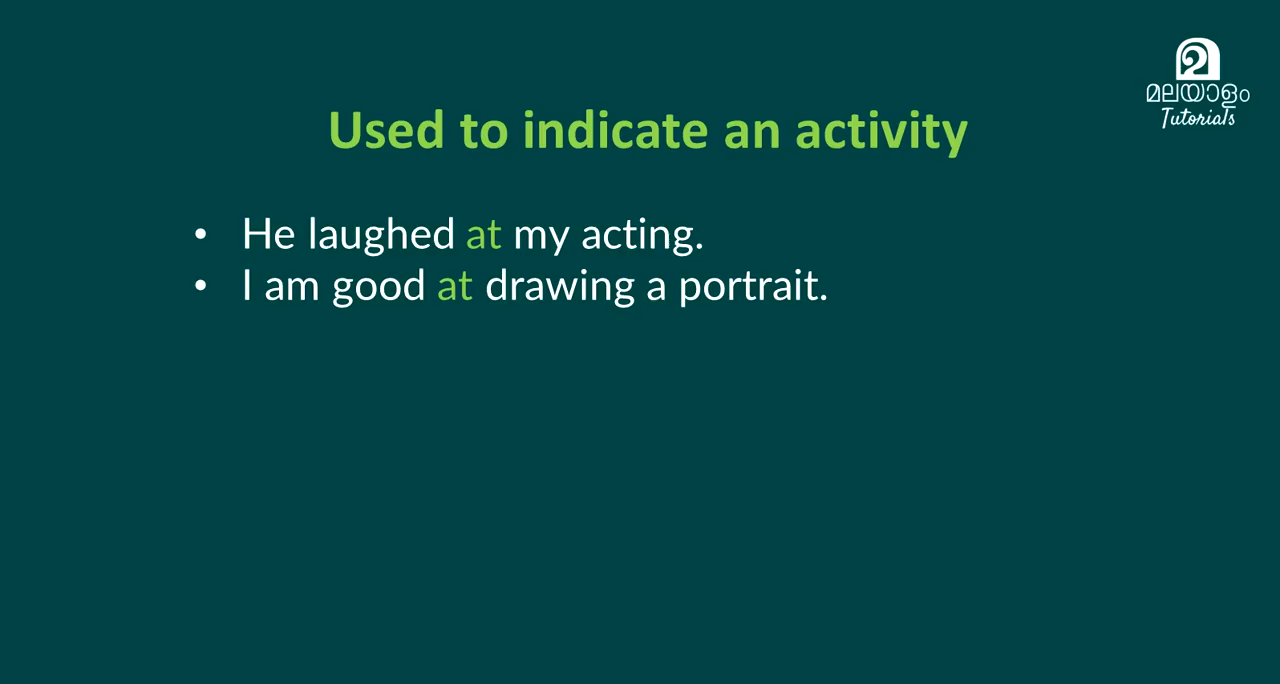 മലയാളം
Tutorials
Used to indicate an activity
• He laughed at my acting.
• I am good at drawing a portrait.